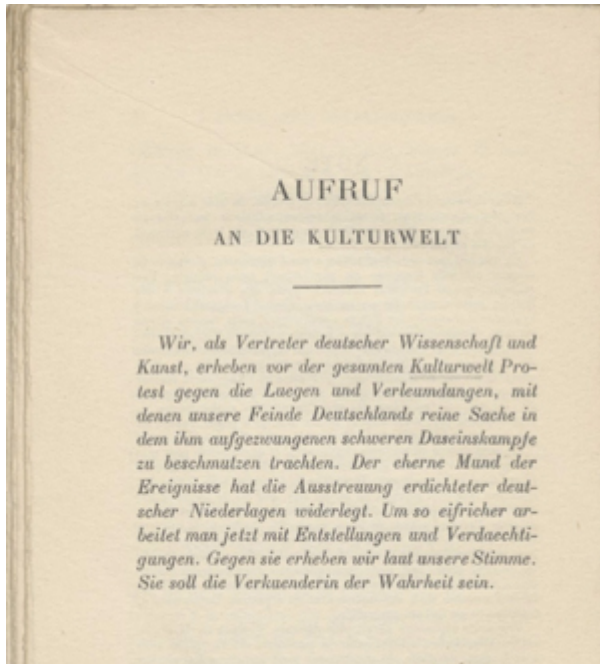 AUFRUF
AN DIE KULTURWELT
Wir, als Vertreter deutscher Wissenschaft und
Kunst, erheben vor der gesamten Kulturwelt Pro-
test gegen die Luegen und Verleumdungen, mit
denen unsere Feinde Deutschlands reine Sache in
dem ihm aufgezwungenen schweren Daseinskampfe
zu beschmutzen trachten. Der eherne Mund der
Ereignisse hat die Ausstreuung erdichteter deut-
scher Niederlagen widerlegt. Um so eifricher ar-
beitet man jetzt mit Entstellungen und Verdaechti-
gungen. Gegen sie erheben wir laut unsere Stimme.
Sie soll die Verkuenderin der Wahrheit sein.